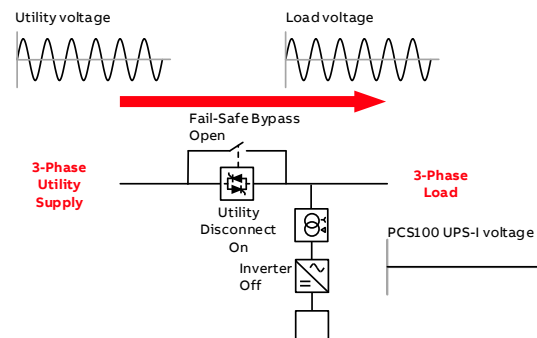 Utility voltage
Load voltage
Fail-Safe Bypass
Open
3-Phase
Utility
Supply
3-Phase
Load
Utility
Disconnect
On
PCS100 UPS-I voltage
Inverter
Off